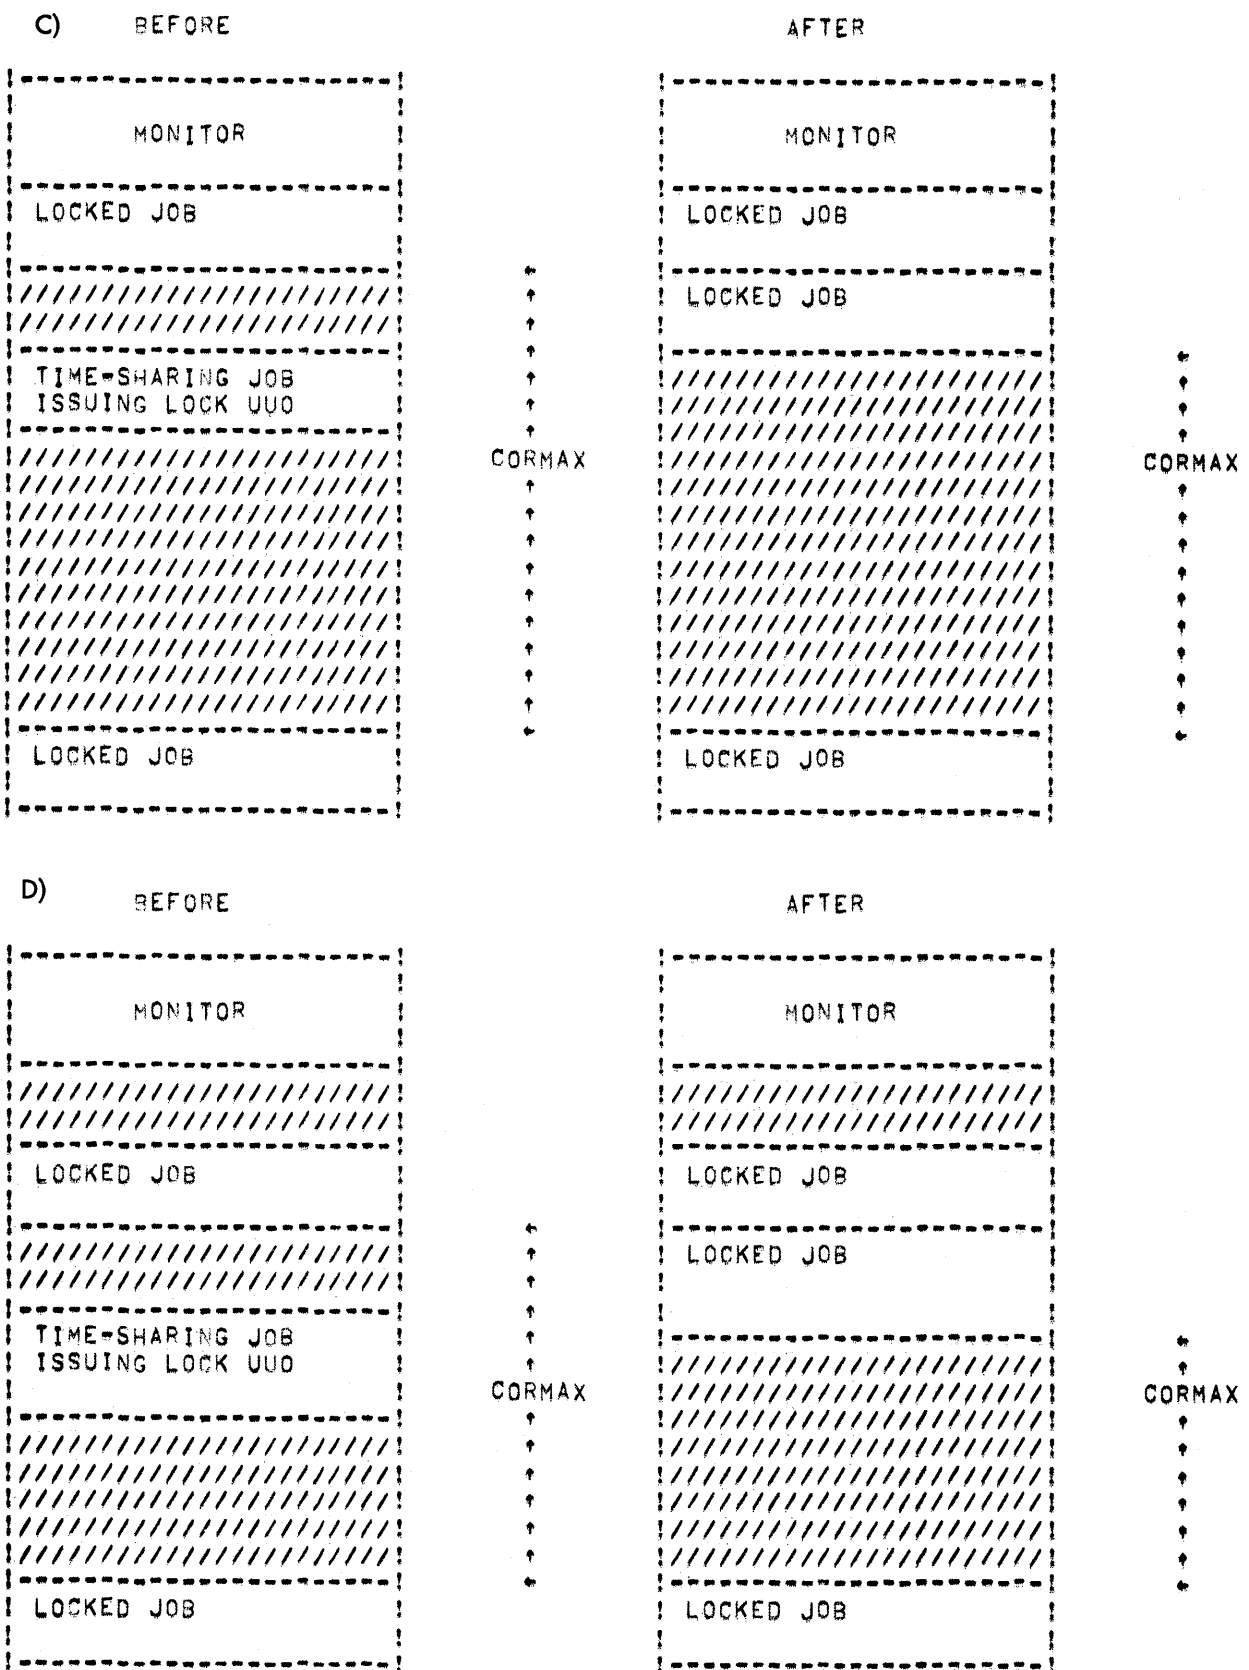 C) BEFORE AFTER
MONITOR MONITOR
LOCKED JOB LOCKED JOB
LOCKED JOB
TIME-SHARING JOB
ISSUING LOCK UUO
CORMAX CORMAX
LOCKED JOB LOCKED JOB
D) BEFORE AFTER
MONITOR MONITOR
LOCKED JOB LOCKED JOB
LOCKED JOB
TIME-SHARING JOB
ISSUING LOCK UUO
CORMAX CORMAX
LOCKED JOB LOCKED JOB